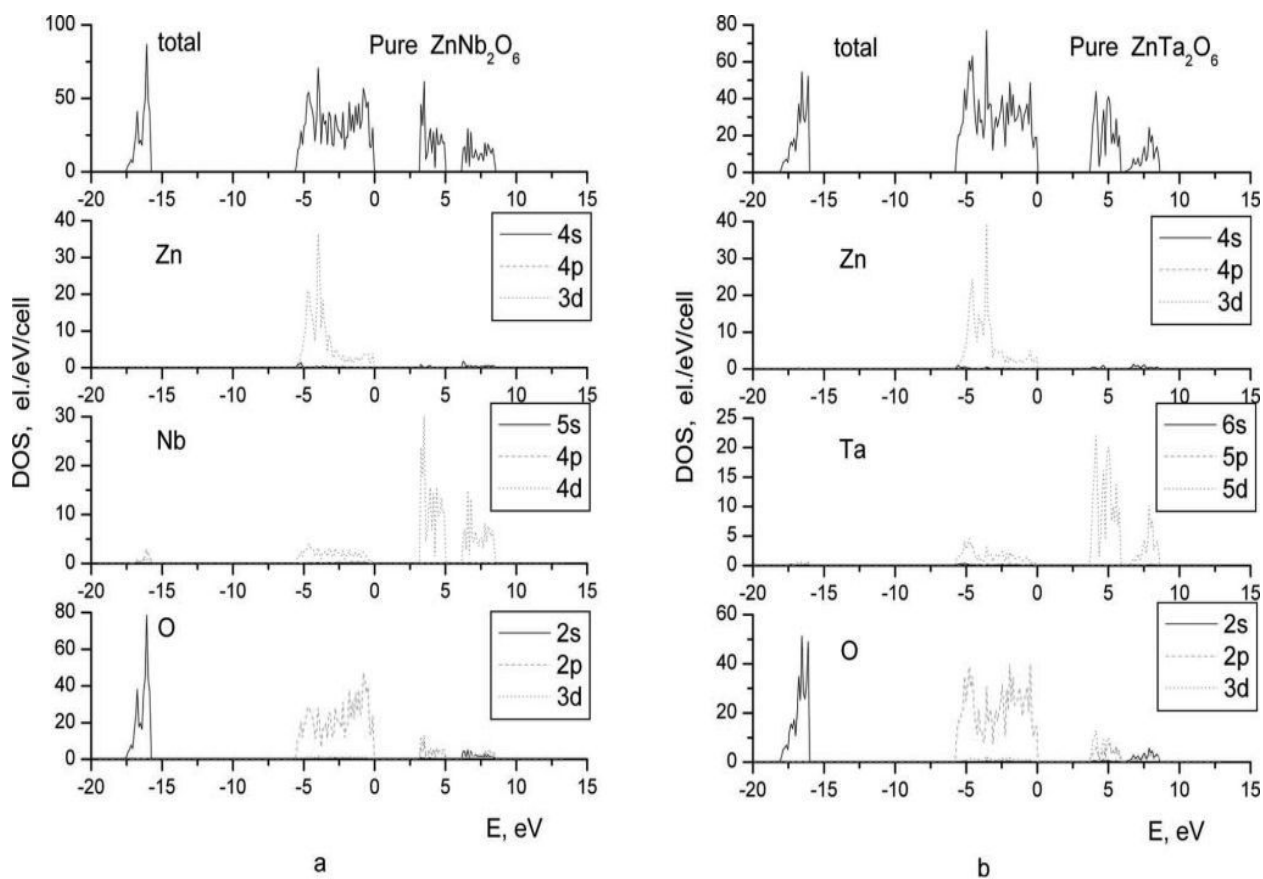 total Pure ZnNb₂O₆
100
50
0
-20 -15 -10 -5 0 5 10 15
Zn
4s
4p
3d
40
30
20
10
0
-20 -15 -10 -5 0 5 10 15
DOS, el./eV/cell
Nb
5s
4p
4d
30
20
10
0
-20 -15 -10 -5 0 5 10 15
O
2s
2p
3d
80
60
40
20
0
-20 -15 -10 -5 0 5 10 15
E, eV
a
total Pure ZnTa₂O₆
80
60
40
20
0
-20 -15 -10 -5 0 5 10 15
Zn
4s
4p
3d
40
30
20
10
0
-20 -15 -10 -5 0 5 10 15
DOS, el./eV/cell
Ta
6s
5p
5d
25
20
15
10
5
0
-20 -15 -10 -5 0 5 10 15
O
2s
2p
3d
60
40
20
0
-20 -15 -10 -5 0 5 10 15
E, eV
b